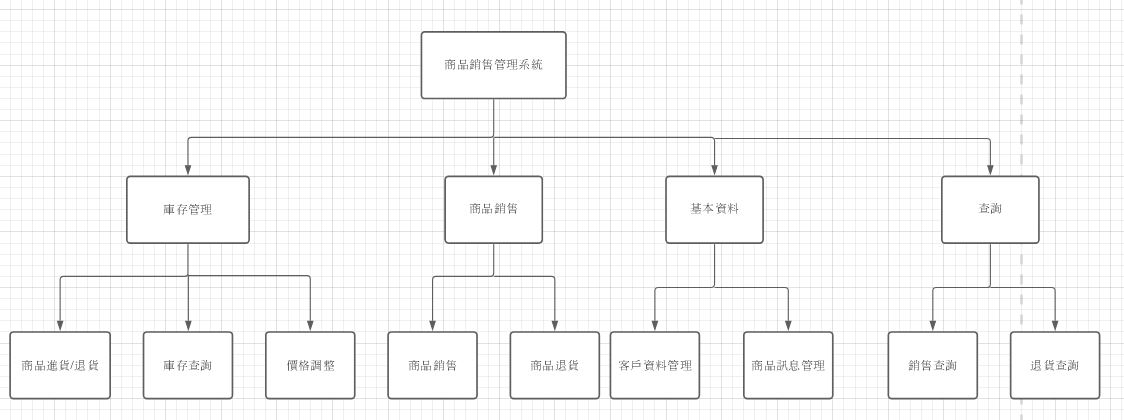 商品銷售管理系統
庫存管理
商品銷售
基本資料
查詢
商品進貨/退貨
庫存查詢
價格調整
商品銷售
商品退貨
客戶資料管理
商品訊息管理
銷售查詢
退貨查詢